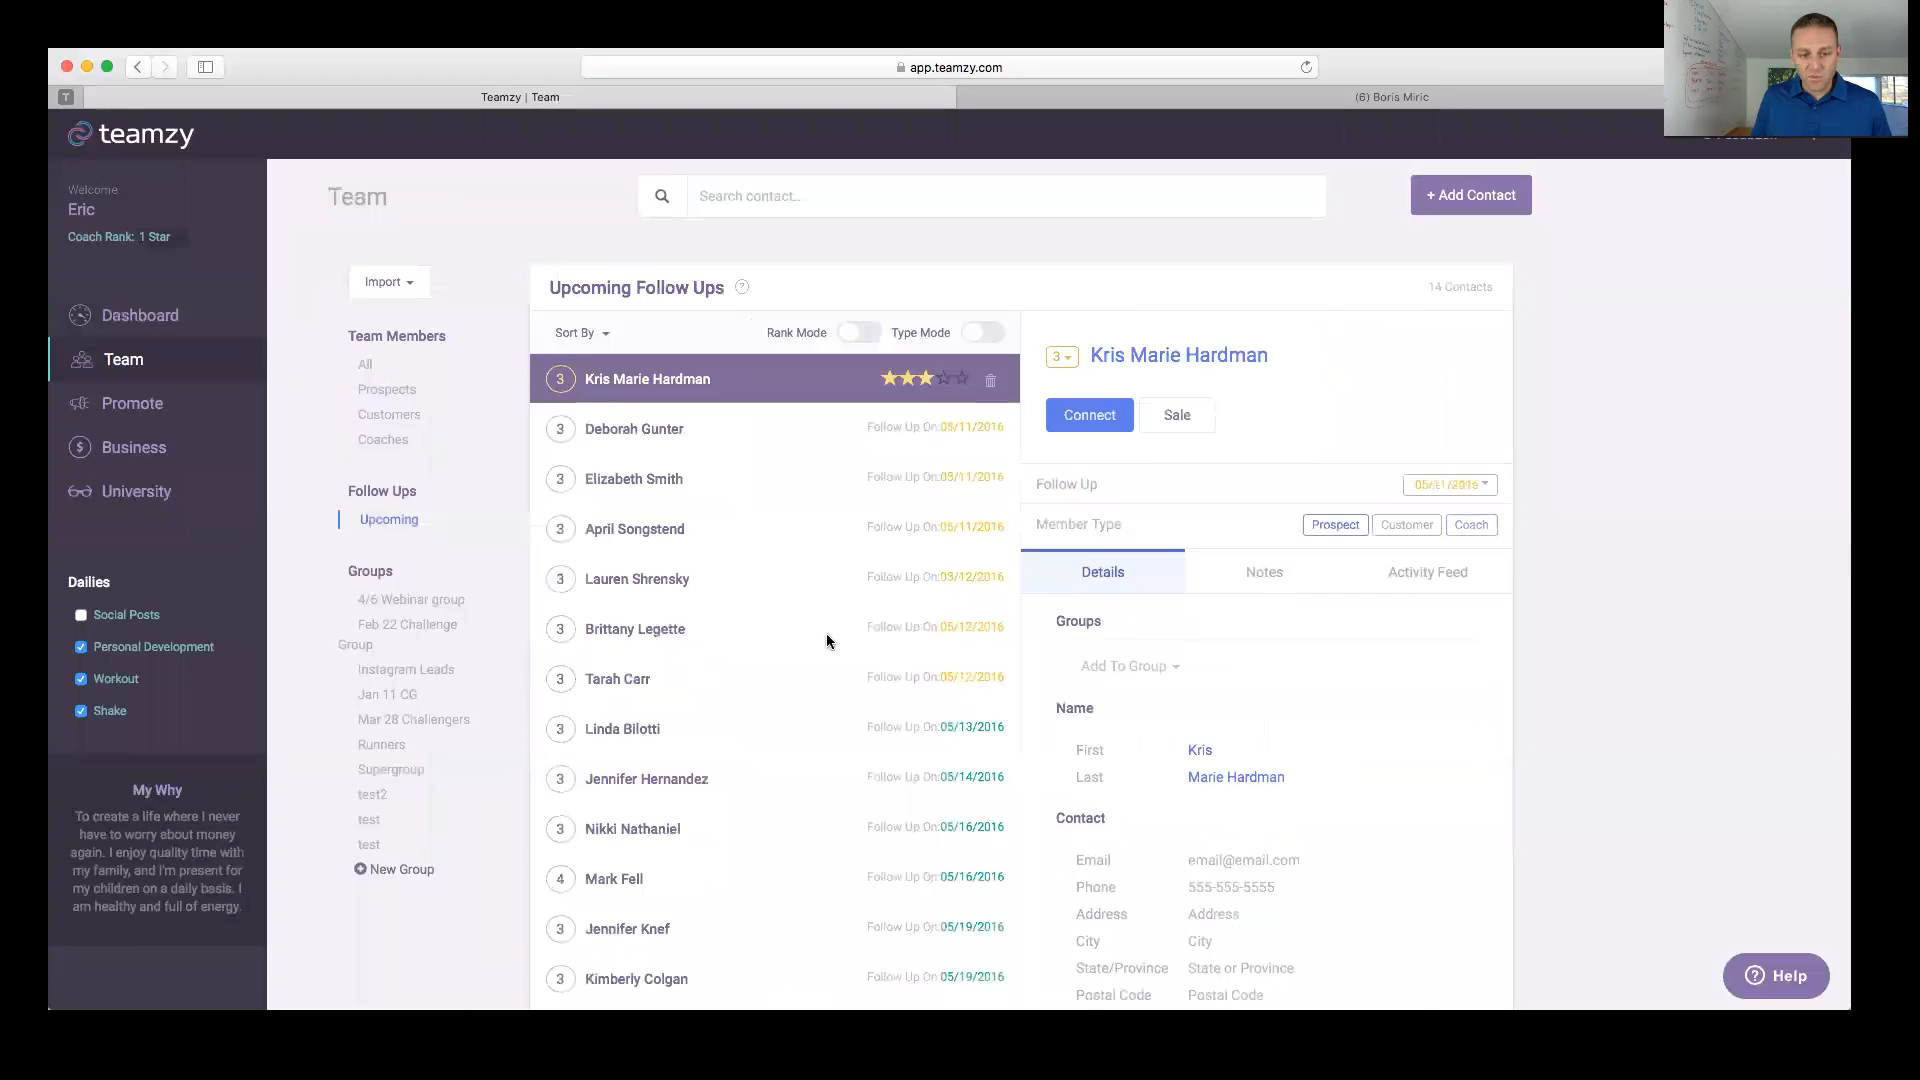 app.teamzy.com
T
Teamzy | Team
(6) Boris Miric
teamzy
Welcome
Eric
Coach Rank: 1 Star
Dashboard
Team
Promote
Business
University
Dailies
Social Posts
Personal Development
Workout
Shake
My Why
To create a life where I never
have to worry about money
again. I enjoy quality time with
my family, and I'm present for
my children on a daily basis. I
am healthy and full of energy.
Team
Search contact...
+ Add Contact
Import
Team Members
All
Prospects
Customers
Coaches
Follow Ups
Upcoming
Groups
4/6 Webinar group
Feb 22 Challenge
Group
Instagram Leads
Jan 11 CG
Mar 28 Challengers
Runners
Supergroup
test2
test
test
New Group
Upcoming Follow Ups ?
14 Contacts
Sort By
Rank Mode
Type Mode
3 Kris Marie Hardman
3 Deborah Gunter Follow Up On:05/11/2016
3 Elizabeth Smith Follow Up On:
3 April Songstend Follow Up On:05/11/2016
3 Lauren Shrensky Follow Up On:
3 Brittany Legette Follow Up On:05/12/2016
3 Tarah Carr Follow Up On:05/12/2016
3 Linda Bilotti Follow Up On:05/13/2016
3 Jennifer Hernandez Follow Up On:05/14/2016
3 Nikki Nathaniel Follow Up On:05/16/2016
4 Mark Fell Follow Up On:05/16/2016
3 Jennifer Knef Follow Up On:05/19/2016
3 Kimberly Colgan Follow Up On:05/19/2016
3 Kris Marie Hardman
Connect
Sale
Follow Up
05/11/2016
Member Type
Prospect
Customer
Coach
Details
Notes
Activity Feed
Groups
Add To Group
Name
First Kris
Last Marie Hardman
Contact
Email email@email.com
Phone 555-555-5555
Address Address
City City
State/Province State or Province
Postal Code Postal Code
? Help